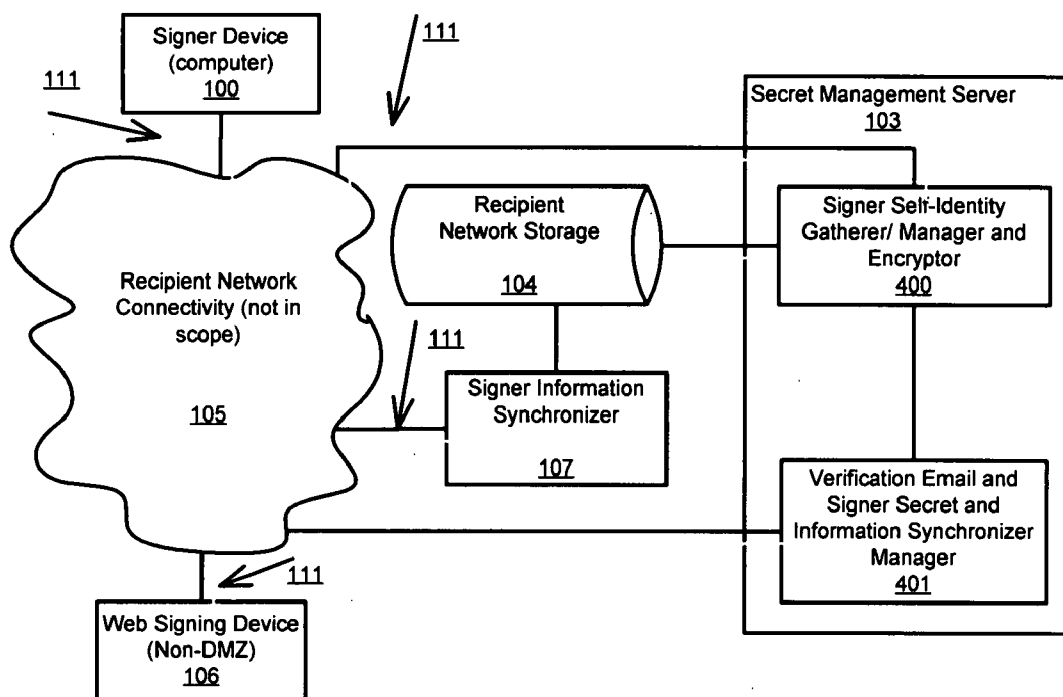 Signer Device
(computer)
100
111
111
Secret Management Server
103
Recipient
Network Storage
104
Signer Self-Identity
Gatherer/ Manager and
Encryptor
400
Recipient Network
Connectivity (not in
scope)
105
111
Signer Information
Synchronizer
107
Verification Email and
Signer Secret and
Information Synchronizer
Manager
401
111
Web Signing Device
(Non-DMZ)
106